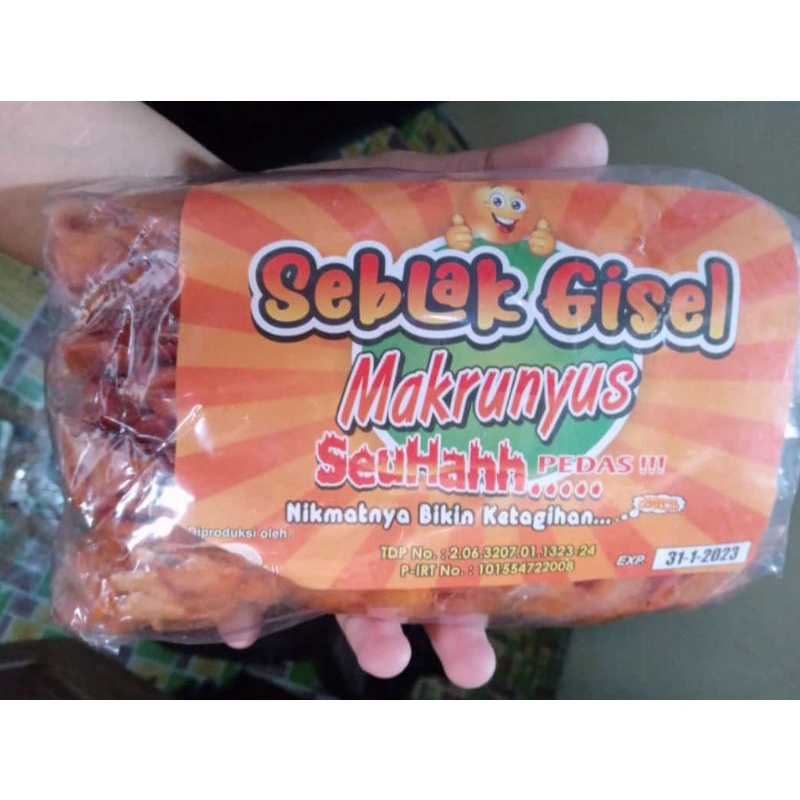 Seblak Gisel
Makrunyus
SeuHahh..... PEDAS !!!
Nikmatnya Bikin Ketagihan.....
Diproduksi oleh :
TDP No. : 2.06.3207.01.1323-24
P-IRT No. : 101554722008
EXP. 31-1-2023